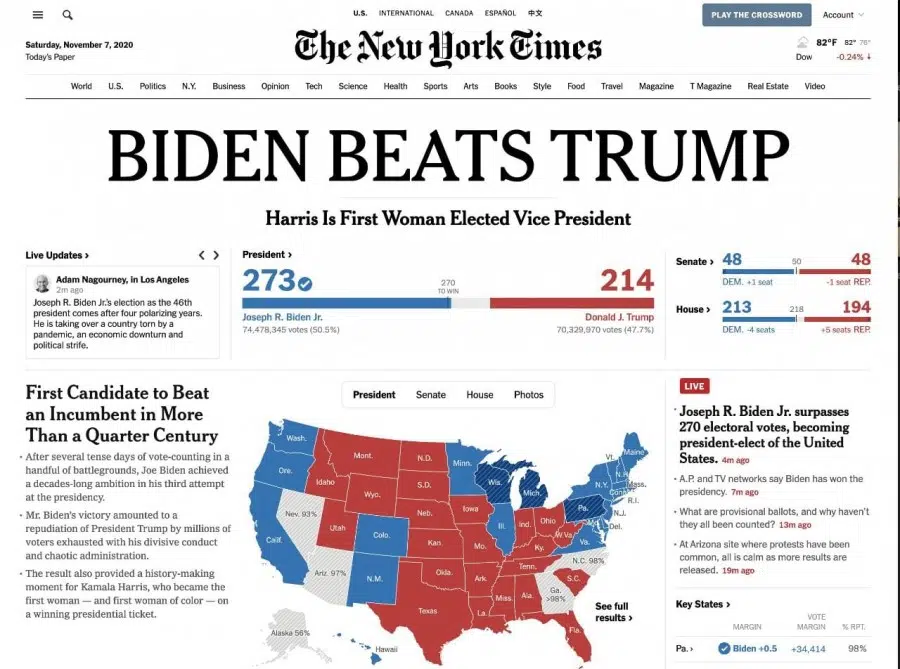 U.S. INTERNATIONAL CANADA ESPAÑOL 中文
PLAY THE CROSSWORD Account
Saturday, November 7, 2020
Today's Paper
The New York Times
82°F 82° 76°
Dow -0.24% ↓
World U.S. Politics N.Y. Business Opinion Tech Science Health Sports Arts Books Style Food Travel Magazine T Magazine Real Estate Video
BIDEN BEATS TRUMP
Harris Is First Woman Elected Vice President
Live Updates ›
Adam Nagourney, in Los Angeles
2m ago
Joseph R. Biden Jr.'s election as the 46th
president comes after four polarizing years.
He is taking over a country torn by a
pandemic, an economic downturn and
political strife.
President ›
273
270
TO WIN
214
Joseph R. Biden Jr.
Donald J. Trump
74,478,345 votes (50.5%)
70,329,970 votes (47.7%)
Senate › 48 50 48
DEM. +1 seat -1 seat REP.
House › 213 218 194
DEM. -4 seats +5 seats REP.
First Candidate to Beat
an Incumbent in More
Than a Quarter Century
• After several tense days of vote-counting in a
handful of battlegrounds, Joe Biden achieved
a decades-long ambition in his third attempt
at the presidency.
• Mr. Biden's victory amounted to a
repudiation of President Trump by millions of
voters exhausted with his divisive conduct
and chaotic administration.
• The result also provided a history-making
moment for Kamala Harris, who became the
first woman — and first woman of color — on
a winning presidential ticket.
President Senate House Photos
Wash.
Mont.
N.D.
Minn.
Vt.
Maine
Ore.
Idaho
S.D.
Wis.
Mich.
N.Y.
N.H.
Mass.
Conn.
R.I.
Wyo.
Neb.
Iowa
Pa.
N.J.
Nev. 93%
Utah
Colo.
Kan.
Mo.
Ill.
Ind.
Ohio
W.Va.
Md.
Del.
Calif.
Ky.
Va.
Ariz. 97%
N.M.
Okla.
Ark.
Tenn.
N.C. 98%
S.C.
Texas
La.
Miss.
Ala.
Ga.
>98%
Fla.
Alaska 56%
Hawaii
See full
results ›
LIVE
• Joseph R. Biden Jr. surpasses
270 electoral votes, becoming
president-elect of the United
States. 4m ago
• A.P. and TV networks say Biden has won the
presidency. 7m ago
• What are provisional ballots, and why haven't
they all been counted? 13m ago
• At Arizona site where protests have been
common, all is calm as more results are
released. 19m ago
Key States ›
MARGIN VOTE MARGIN % RPT.
Pa. › Biden +0.5 +34,414 98%